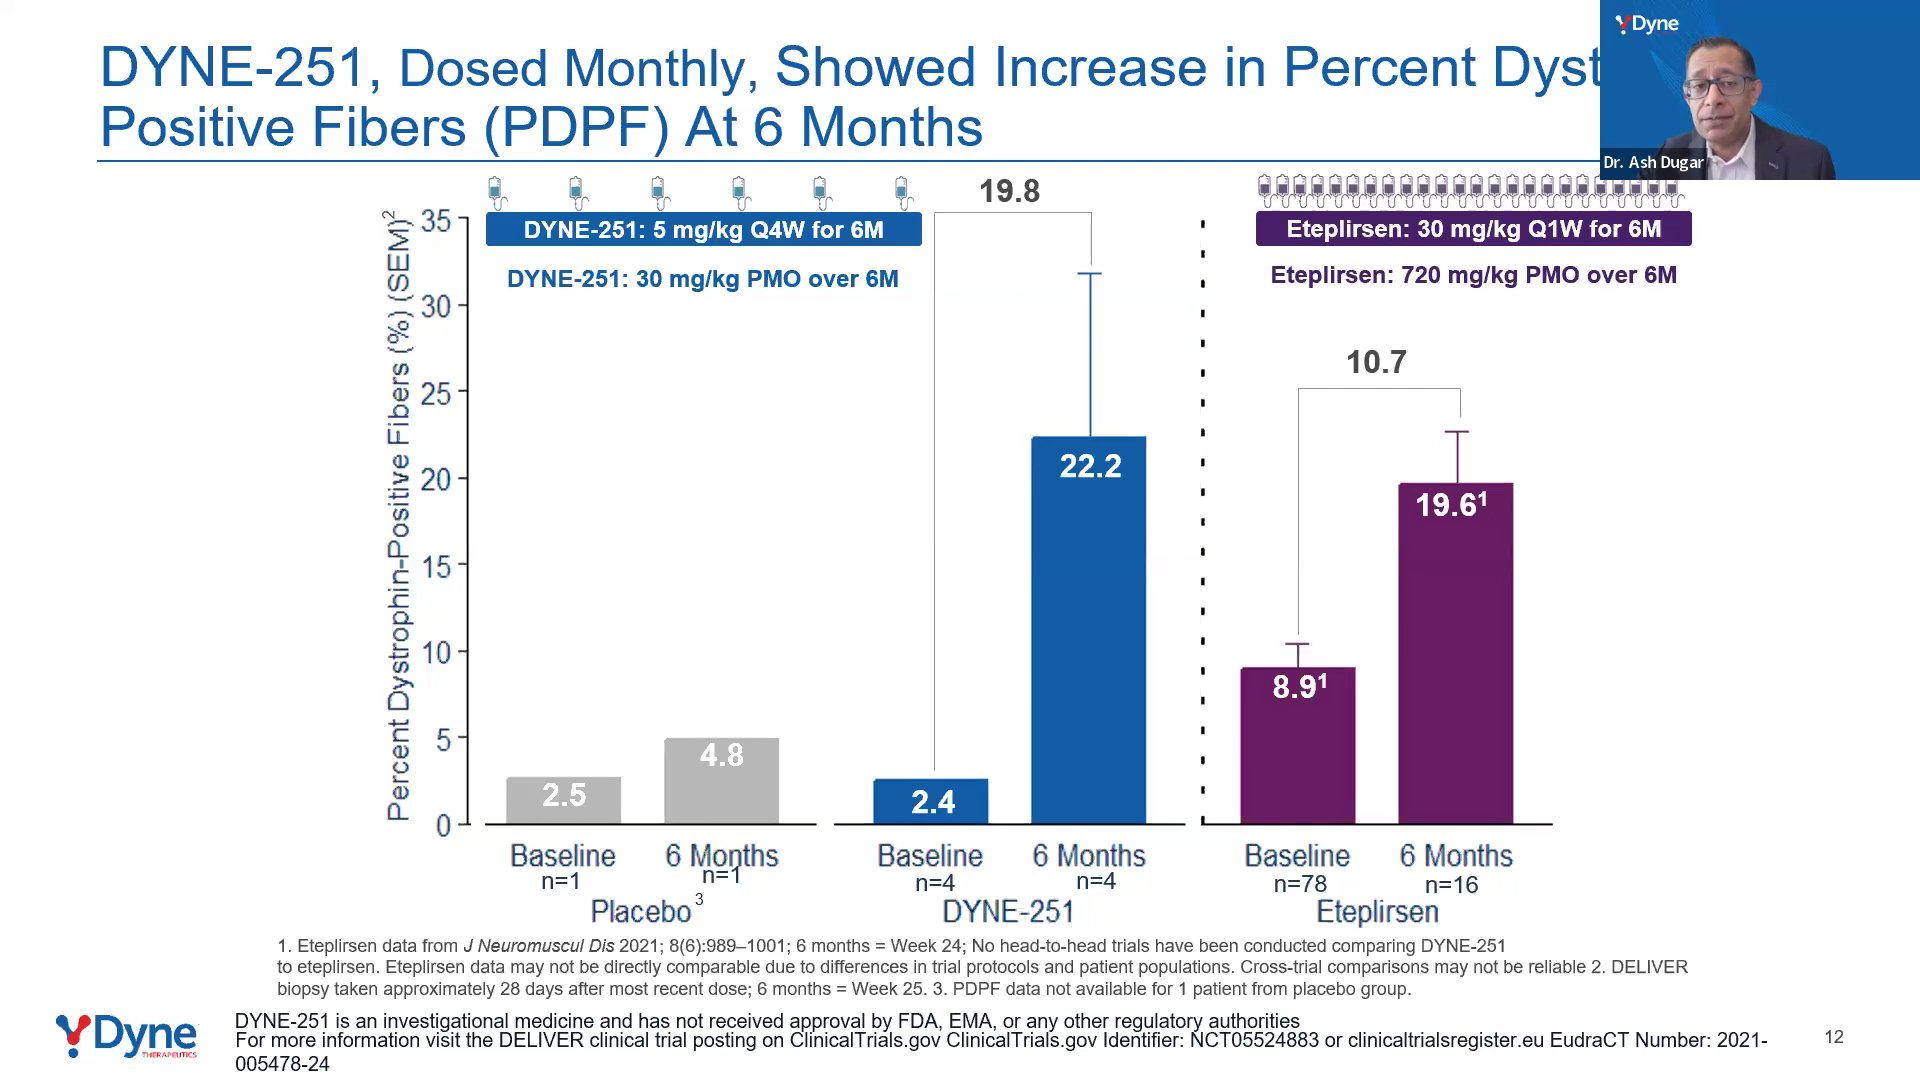 DYNE-251, Dosed Monthly, Showed Increase in Percent Dyst
Positive Fibers (PDPF) At 6 Months
Dyne
Dr. Ash Dugar
Percent Dystrophin-Positive Fibers (%) (SEM)2
35
30
25
20
15
10
5
0
DYNE-251: 5 mg/kg Q4W for 6M
DYNE-251: 30 mg/kg PMO over 6M
19.8
Eteplirsen: 30 mg/kg Q1W for 6M
Eteplirsen: 720 mg/kg PMO over 6M
10.7
2.5
4.8
2.4
22.2
8.91
19.61
Baseline 6 Months Baseline 6 Months Baseline 6 Months
n=1 n=1 n=4 n=4 n=78 n=16
Placebo3 DYNE-251 Eteplirsen
1. Eteplirsen data from J Neuromuscul Dis 2021; 8(6):989–1001; 6 months = Week 24; No head-to-head trials have been conducted comparing DYNE-251
to eteplirsen. Eteplirsen data may not be directly comparable due to differences in trial protocols and patient populations. Cross-trial comparisons may not be reliable 2. DELIVER
biopsy taken approximately 28 days after most recent dose; 6 months = Week 25. 3. PDPF data not available for 1 patient from placebo group.
Dyne
THERAPEUTICS
DYNE-251 is an investigational medicine and has not received approval by FDA, EMA, or any other regulatory authorities
For more information visit the DELIVER clinical trial posting on ClinicalTrials.gov ClinicalTrials.gov Identifier: NCT05524883 or clinicaltrialsregister.eu EudraCT Number: 2021-
005478-24
12